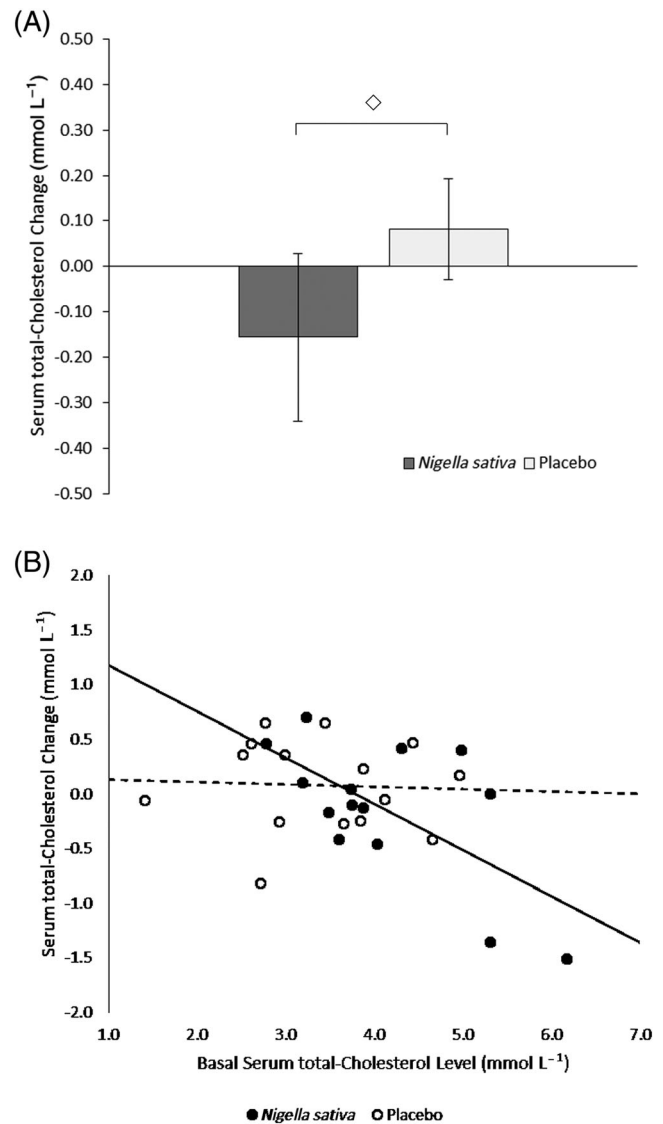 (A)
Serum total-Cholesterol Change (mmol L⁻¹)
0.50
0.40
0.30
0.20
0.10
0.00
-0.10
-0.20
-0.30
-0.40
-0.50
Nigella sativa Placebo
(B)
Serum total-Cholesterol Change (mmol L⁻¹)
2.0
1.5
1.0
0.5
0.0
-0.5
-1.0
-1.5
-2.0
1.0 2.0 3.0 4.0 5.0 6.0 7.0
Basal Serum total-Cholesterol Level (mmol L⁻¹)
Nigella sativa Placebo